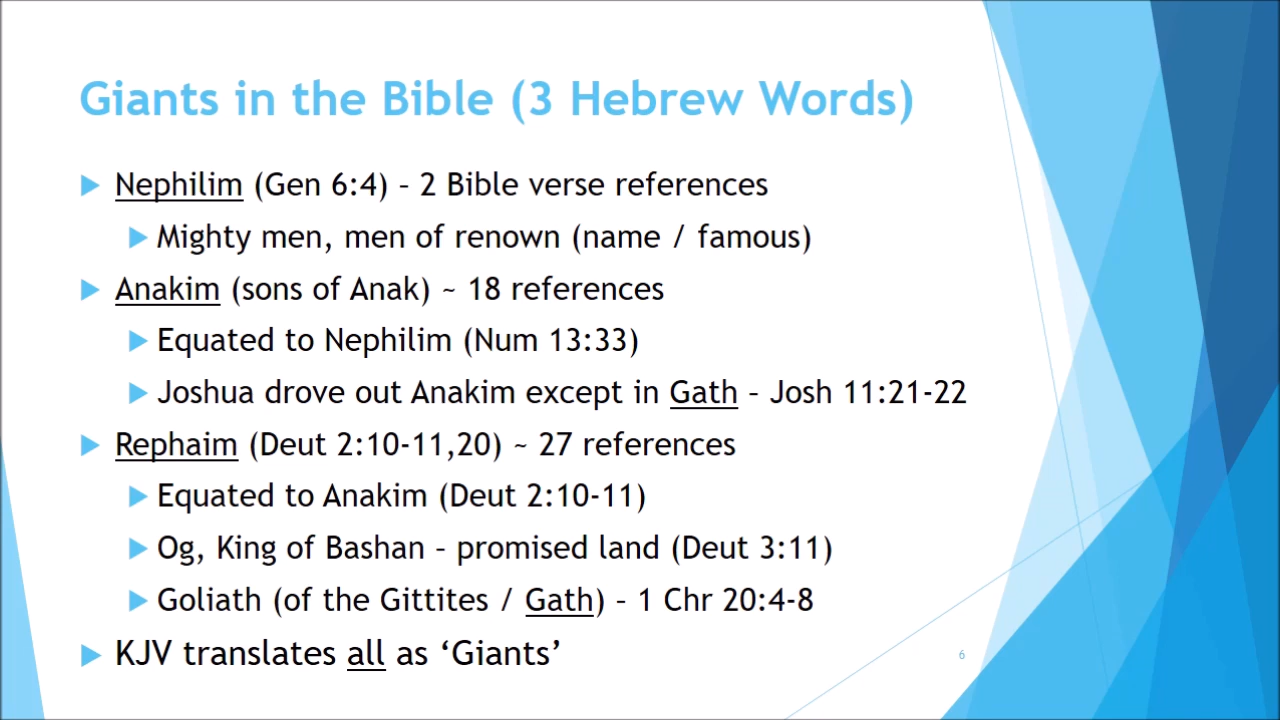 Giants in the Bible (3 Hebrew Words)
Nephilim (Gen 6:4) – 2 Bible verse references
Mighty men, men of renown (name / famous)
Anakim (sons of Anak) ~ 18 references
Equated to Nephilim (Num 13:33)
Joshua drove out Anakim except in Gath – Josh 11:21-22
Rephaim (Deut 2:10-11,20) ~ 27 references
Equated to Anakim (Deut 2:10-11)
Og, King of Bashan – promised land (Deut 3:11)
Goliath (of the Gittites / Gath) – 1 Chr 20:4-8
KJV translates all as ‘Giants’
6